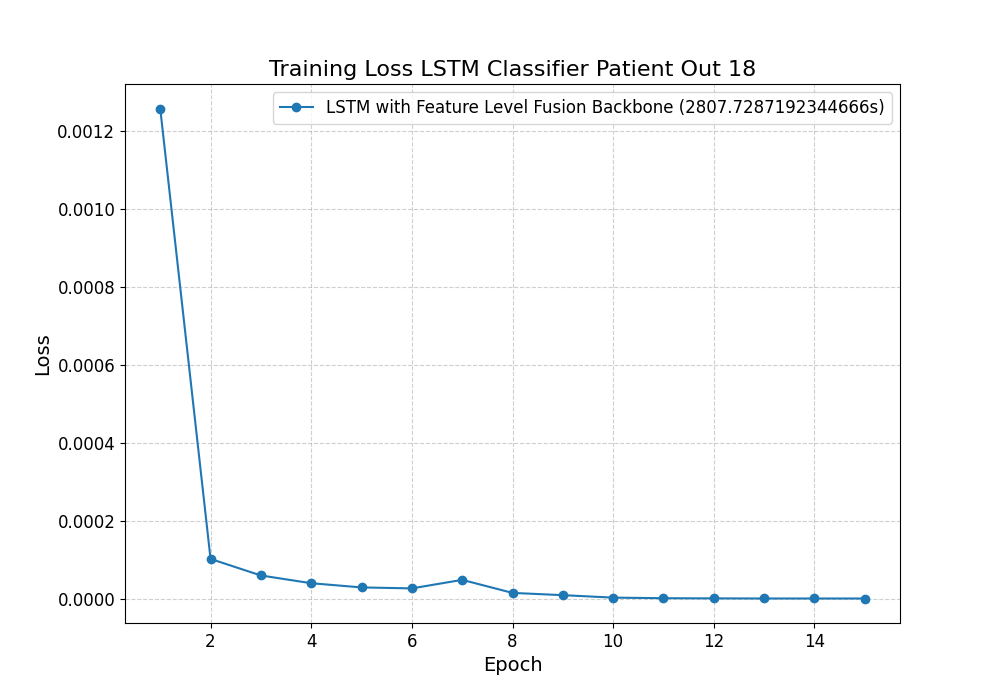 Training Loss LSTM Classifier Patient Out 18
LSTM with Feature Level Fusion Backbone (2807.7287192344666s)
0.0012
0.0010
0.0008
0.0006
0.0004
0.0002
0.0000
Loss
2 4 6 8 10 12 14
Epoch